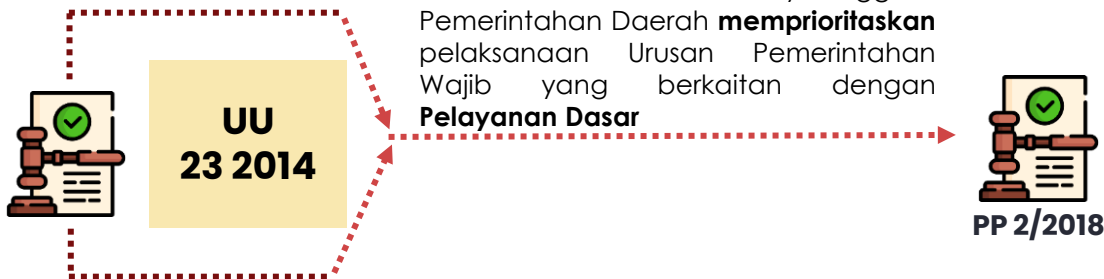 UU
23 2014
Pemerintahan Daerah memprioritaskan
pelaksanaan Urusan Pemerintahan
Wajib yang berkaitan dengan
Pelayanan Dasar
PP 2/2018